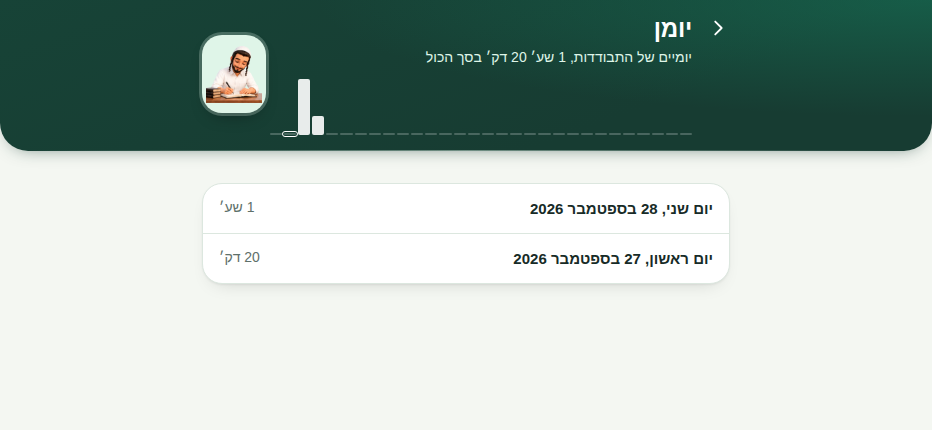 יומן
יומיים של התבודדות, 1 שע׳ 20 דק׳ בסך הכול
יום שני, 28 בספטמבר 2026
1 שע׳
יום ראשון, 27 בספטמבר 2026
20 דק׳